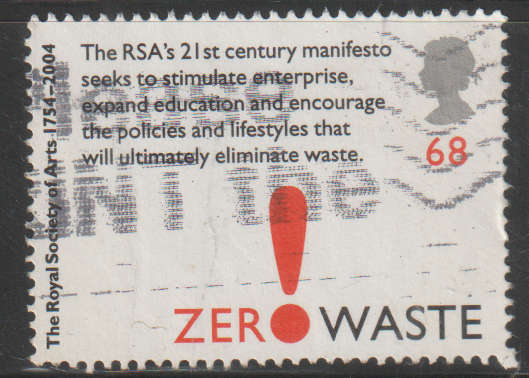 The RSA's 21st century manifesto
seeks to stimulate enterprise,
expand education and encourage
the policies and lifestyles that
will ultimately eliminate waste.
68
The Royal Society of Arts 1754–2004
the
ZER! WASTE